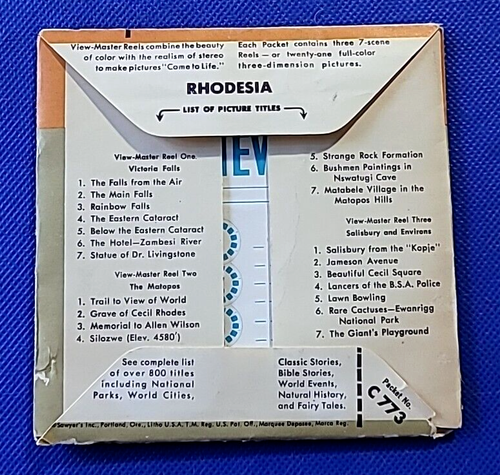 View-Master Reels combine the beauty
of color with the realism of stereo
to make pictures "Come to Life."
Each Packet contains three 7-scene
Reels — or twenty-one full-color
three-dimension pictures.
RHODESIA
LIST OF PICTURE TITLES
View-Master Reel One
Victoria Falls
1. The Falls from the Air
2. The Main Falls
3. Rainbow Falls
4. The Eastern Cataract
5. Below the Eastern Cataract
6. The Hotel—Zambesi River
7. Statue of Dr. Livingstone
View-Master Reel Two
The Matopos
1. Trail to View of World
2. Grave of Cecil Rhodes
3. Memorial to Allen Wilson
4. Silozwe (Elev. 4580')
IEV
5. Strange Rock Formation
6. Bushmen Paintings in
Nswatugi Cave
7. Matabele Village in the
Matopos Hills
View-Master Reel Three
Salisbury and Environs
1. Salisbury from the "Kopje"
2. Jameson Avenue
3. Beautiful Cecil Square
4. Lancers of the B.S.A. Police
5. Lawn Bowling
6. Rare Cactuses—Ewanrigg
National Park
7. The Giant's Playground
See complete list
of over 800 titles
including National
Parks, World Cities,
Classic Stories,
Bible Stories,
World Events,
Natural History,
and Fairy Tales.
Packet No.
C 773
Sawyer's Inc., Portland, Ore., Litho U.S.A. T.M. Reg. U.S. Pat. Off., Marques Deposee, Marca Reg.